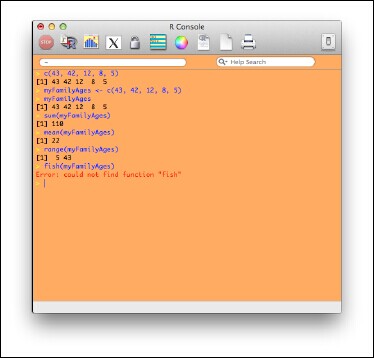 R Console
STOP
R
X
~
Help Search
> c(43, 42, 12, 8, 5)
[1] 43 42 12  8  5
> myFamilyAges <- c(43, 42, 12, 8, 5)
> myFamilyAges
[1] 43 42 12  8  5
> sum(myFamilyAges)
[1] 110
> mean(myFamilyAges)
[1] 22
> range(myFamilyAges)
[1]  5 43
> fish(myFamilyAges)
Error: could not find function "fish"
>